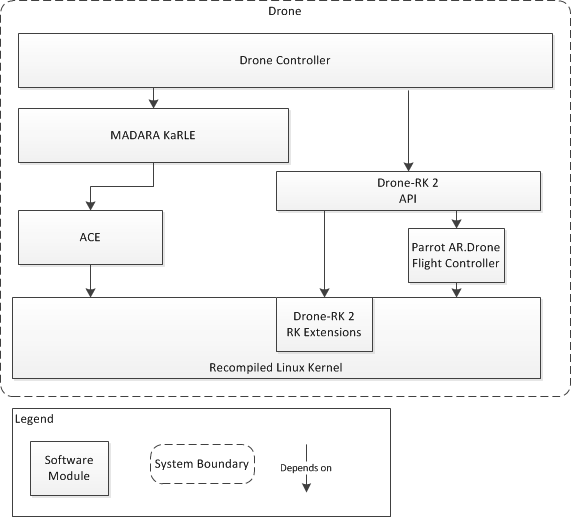 Drone
Drone Controller
MADARA KaRLE
Drone-RK 2
API
ACE
Parrot AR.Drone
Flight Controller
Drone-RK 2
RK Extensions
Recompiled Linux Kernel
Legend
Software
Module
System Boundary
Depends on